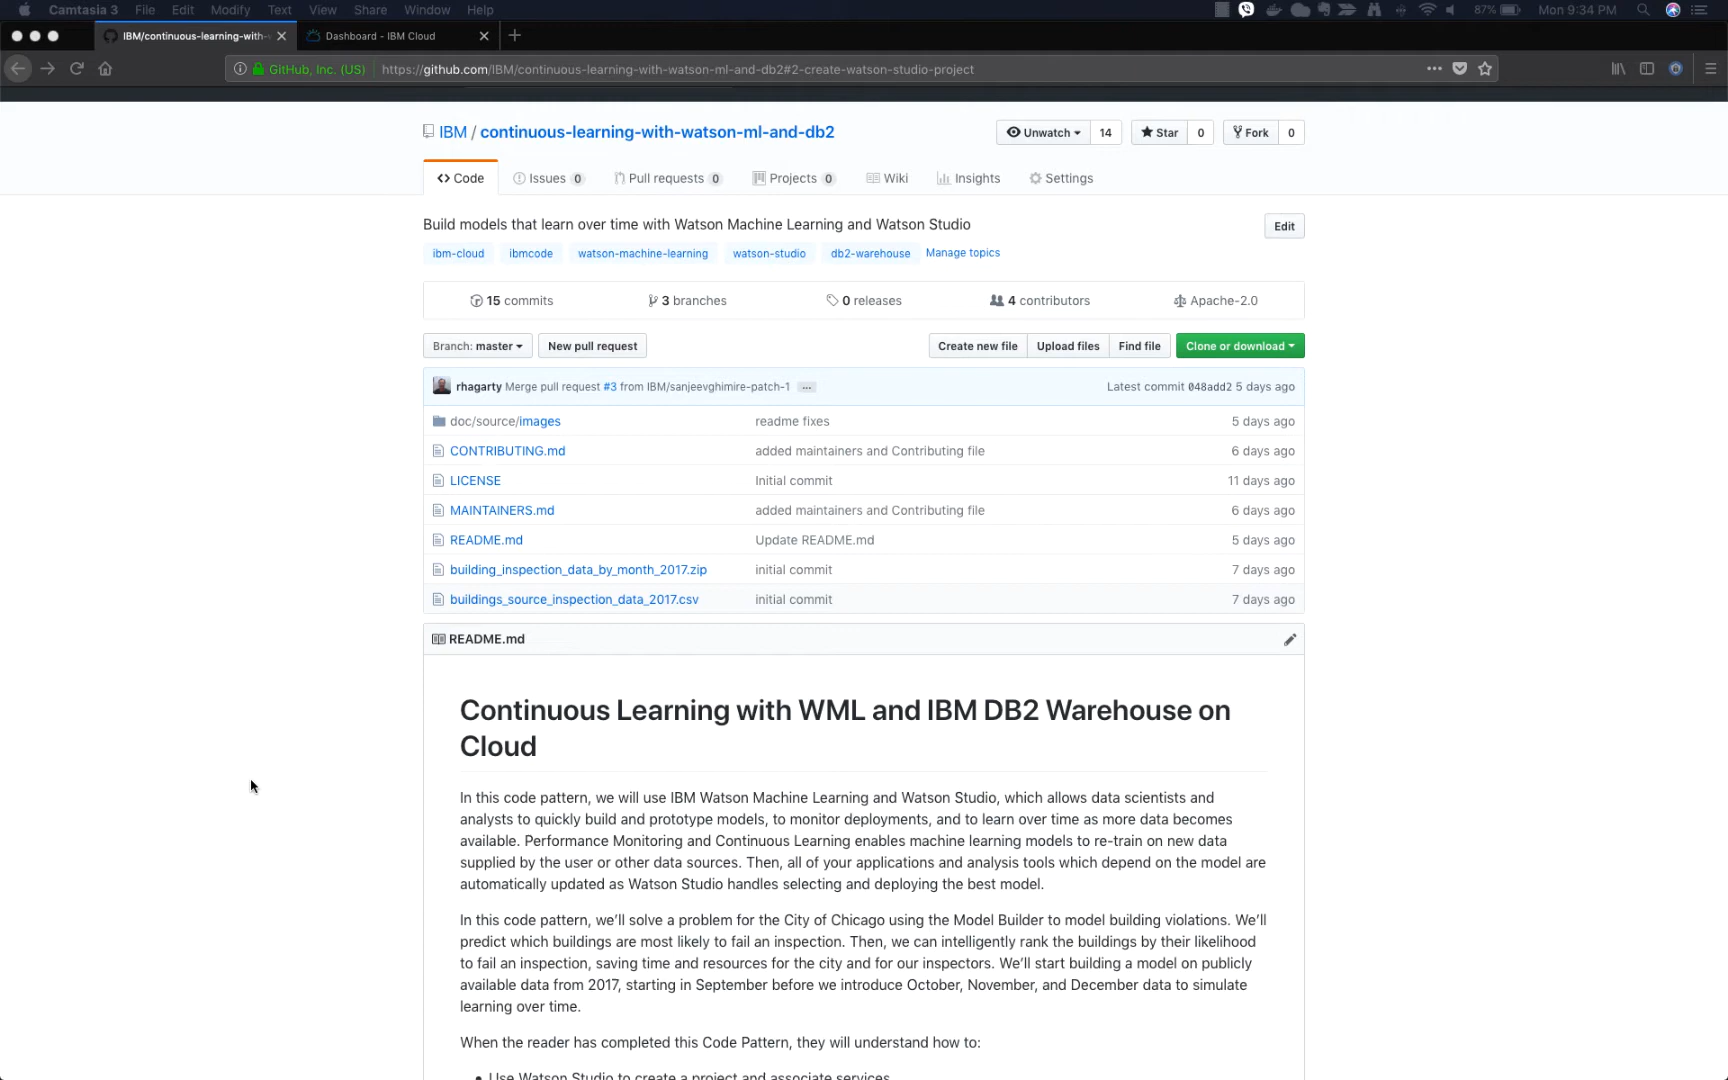 Camtasia 3 File Edit Modify Text View Share Window Help 87% Mon 9:34 PM
IBM/continuous-learning-with- Dashboard - IBM Cloud
GitHub, Inc. (US) https://github.com/IBM/continuous-learning-with-watson-ml-and-db2#2-create-watson-studio-project
IBM / continuous-learning-with-watson-ml-and-db2 Unwatch 14 Star 0 Fork 0
Code Issues 0 Pull requests 0 Projects 0 Wiki Insights Settings
Build models that learn over time with Watson Machine Learning and Watson Studio Edit
ibm-cloud ibmcode watson-machine-learning watson-studio db2-warehouse Manage topics
15 commits 3 branches 0 releases 4 contributors Apache-2.0
Branch: master New pull request Create new file Upload files Find file Clone or download
rhagarty Merge pull request #3 from IBM/sanjeevghimire-patch-1 ... Latest commit 048add2 5 days ago
doc/source/images readme fixes 5 days ago
CONTRIBUTING.md added maintainers and Contributing file 6 days ago
LICENSE Initial commit 11 days ago
MAINTAINERS.md added maintainers and Contributing file 6 days ago
README.md Update README.md 5 days ago
building_inspection_data_by_month_2017.zip initial commit 7 days ago
buildings_source_inspection_data_2017.csv initial commit 7 days ago
README.md
Continuous Learning with WML and IBM DB2 Warehouse on
Cloud
In this code pattern, we will use IBM Watson Machine Learning and Watson Studio, which allows data scientists and
analysts to quickly build and prototype models, to monitor deployments, and to learn over time as more data becomes
available. Performance Monitoring and Continuous Learning enables machine learning models to re-train on new data
supplied by the user or other data sources. Then, all of your applications and analysis tools which depend on the model are
automatically updated as Watson Studio handles selecting and deploying the best model.
In this code pattern, we'll solve a problem for the City of Chicago using the Model Builder to model building violations. We'll
predict which buildings are most likely to fail an inspection. Then, we can intelligently rank the buildings by their likelihood
to fail an inspection, saving time and resources for the city and for our inspectors. We'll start building a model on publicly
available data from 2017, starting in September before we introduce October, November, and December data to simulate
learning over time.
When the reader has completed this Code Pattern, they will understand how to:
• Use Watson Studio to create a project and associate services